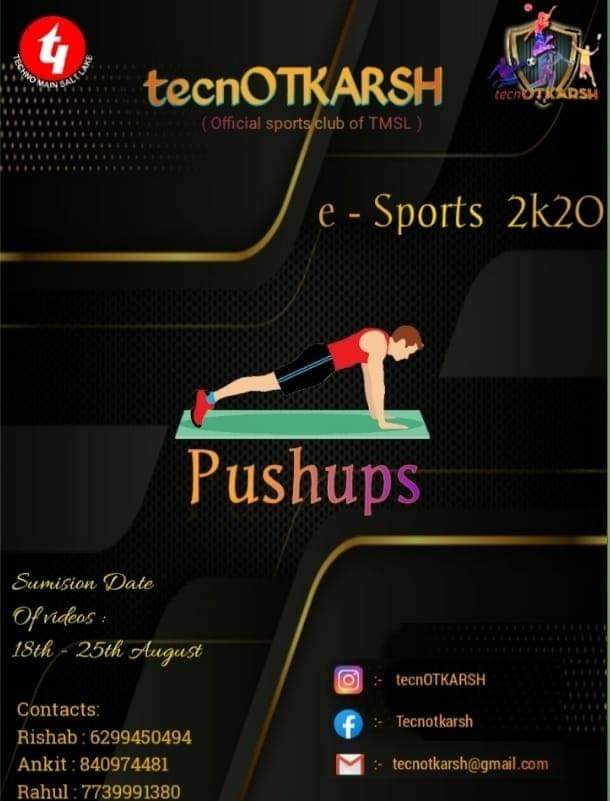 TECHNO MAIN SALT LAKE
tecnOTKARSH
tecnOTKARSH
( Official sports club of TMSL )
e - Sports 2k20
Pushups
Sumision Date
Of videos :
18th - 25th August
:- tecnOTKARSH
:- Tecnotkarsh
:- tecnotkarsh@gmail.com
Contacts:
Rishab : 6299450494
Ankit : 840974481
Rahul : 7739991380